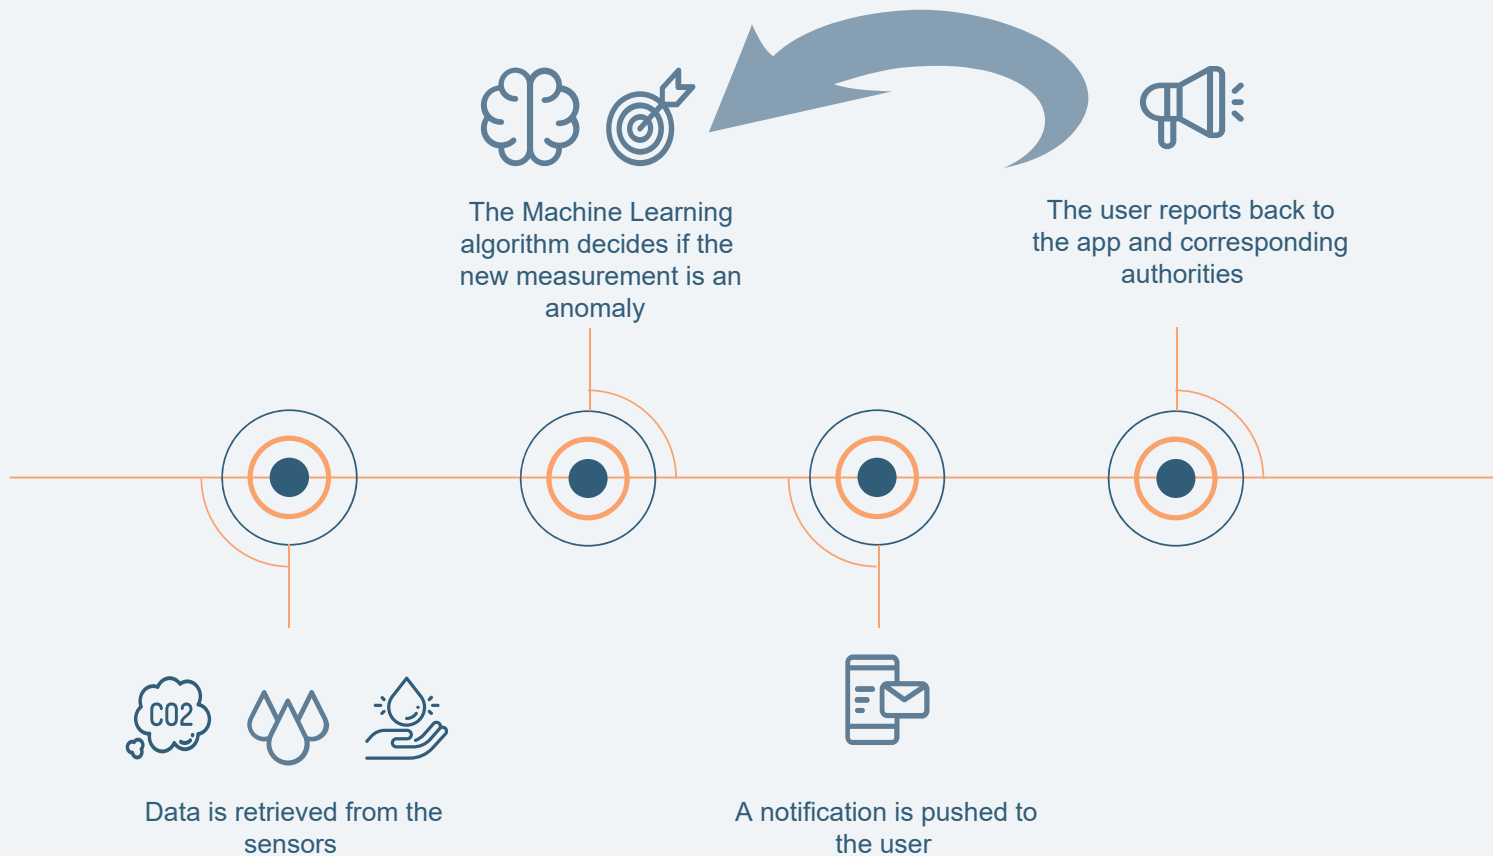 The Machine Learning
algorithm decides if the
new measurement is an
anomaly
The user reports back to
the app and corresponding
authorities
CO2
Data is retrieved from the
sensors
A notification is pushed to
the user